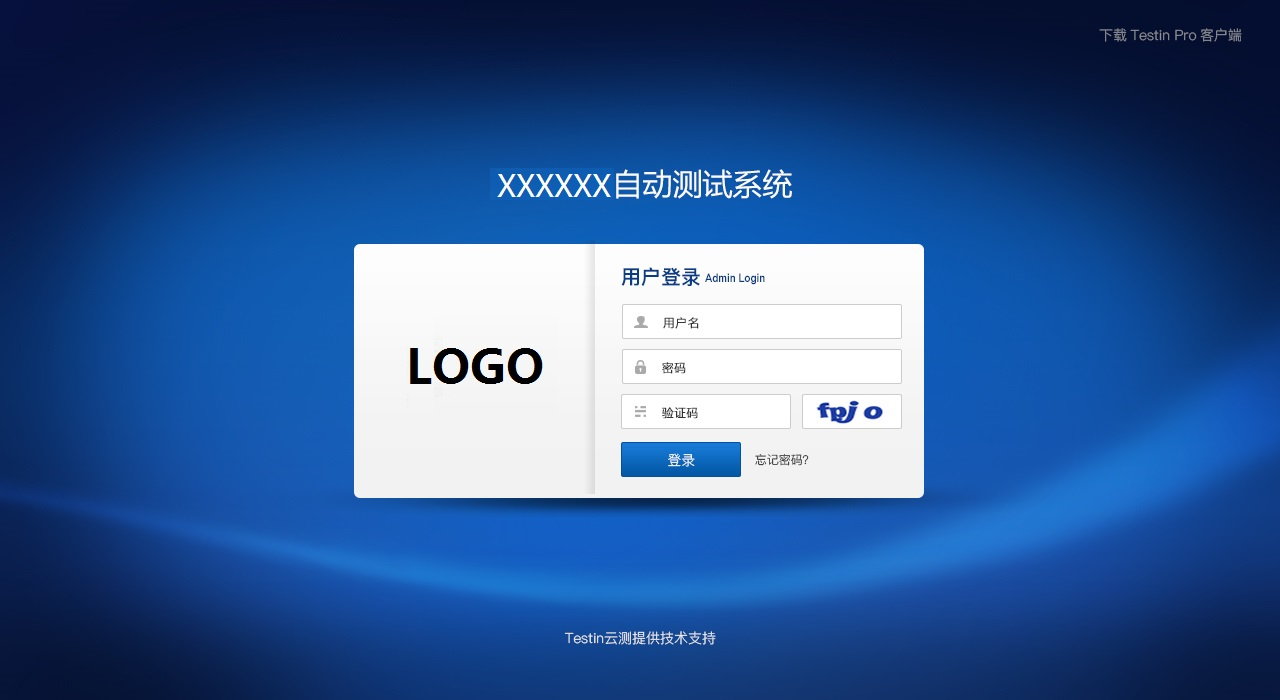 下载 Testin Pro 客户端
XXXXXX自动测试系统
LOGO
用户登录 Admin Login
用户名
密码
验证码
fpj o
登录 忘记密码?
Testin云测提供技术支持